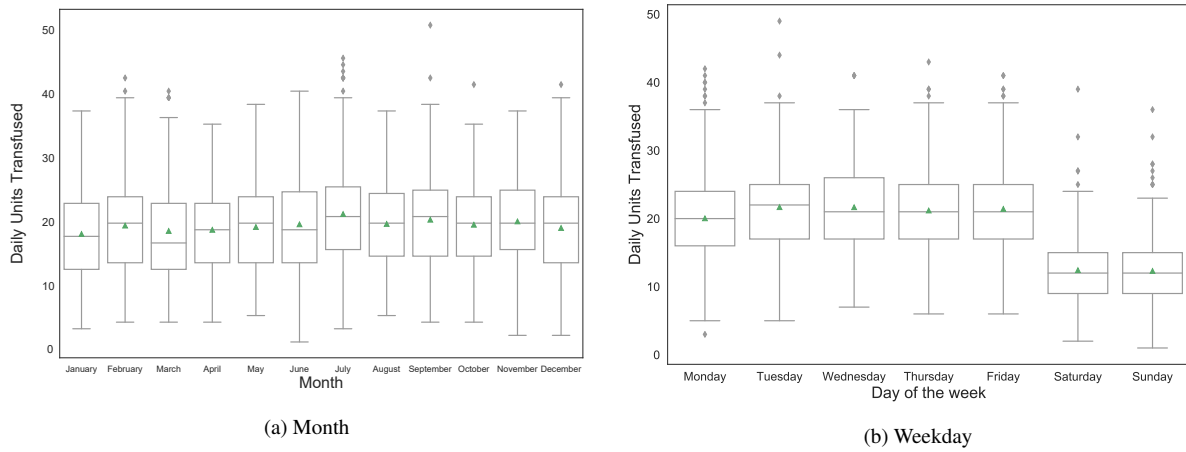 50
40
30
20
10
0
Daily Units Transfused
January February March April May June July August September October November December
Month
(a) Month
50
40
30
20
10
0
Daily Units Transfused
Monday Tuesday Wednesday Thursday Friday Saturday Sunday
Day of the week
(b) Weekday